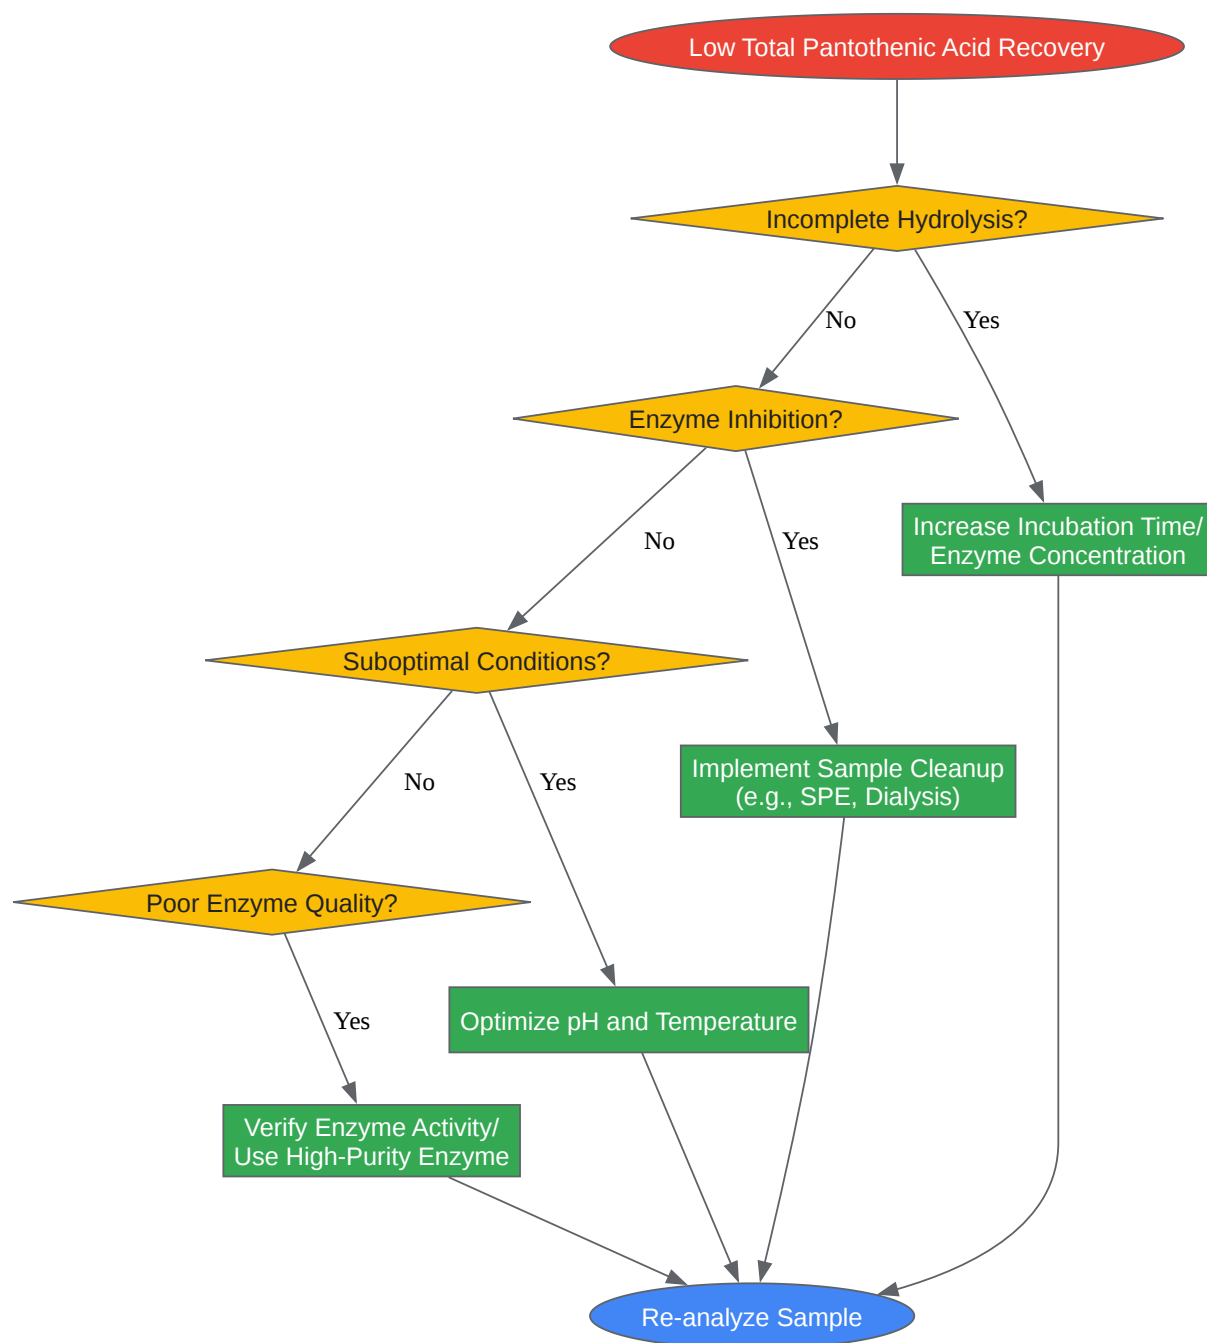 Low Total Pantothenic Acid Recovery
Incomplete Hydrolysis?
No
Yes
Enzyme Inhibition?
No
Yes
Increase Incubation Time/
Enzyme Concentration
Suboptimal Conditions?
No
Yes
Implement Sample Cleanup
(e.g., SPE, Dialysis)
Poor Enzyme Quality?
Yes
Optimize pH and Temperature
Verify Enzyme Activity/
Use High-Purity Enzyme
Re-analyze Sample